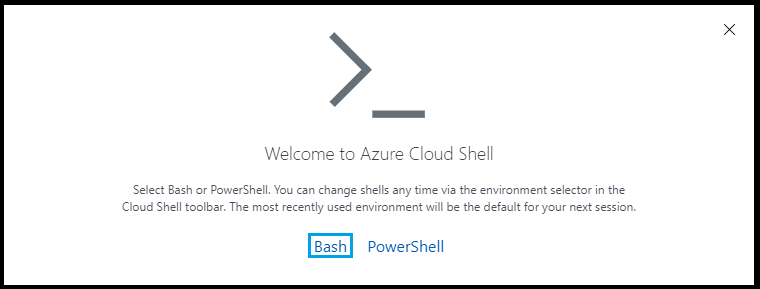 Welcome to Azure Cloud Shell
Select Bash or PowerShell. You can change shells any time via the environment selector in the
Cloud Shell toolbar. The most recently used environment will be the default for your next session.
Bash PowerShell